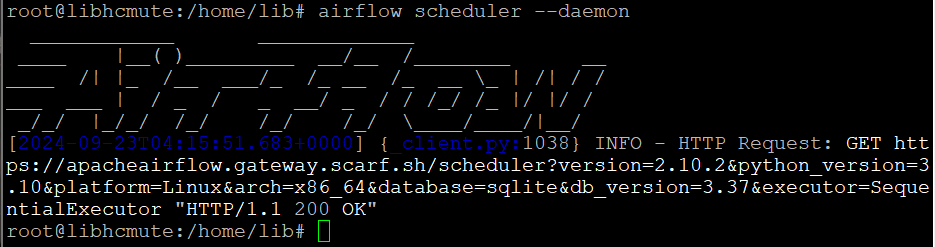 root@libhcmute:/home/lib# airflow scheduler --daemon
  ____________       _____________
 ____    |__( )_________  __/__  /________      __
____  /| |_  /__  ___/_  /_ __  /_  __ \_ | /| / /
___  ___ |  / _  /   _  __/ _  / / /_/ /_ |/ |/ /
 _/_/  |_/_/  /_/    /_/    /_/  \____/____/|__/
[2024-09-23T04:15:51.683+0000] {_client.py:1038} INFO - HTTP Request: GET htt
ps://apacheairflow.gateway.scarf.sh/scheduler?version=2.10.2&python_version=3
.10&platform=Linux&arch=x86_64&database=sqlite&db_version=3.37&executor=Seque
ntialExecutor "HTTP/1.1 200 OK"
root@libhcmute:/home/lib#